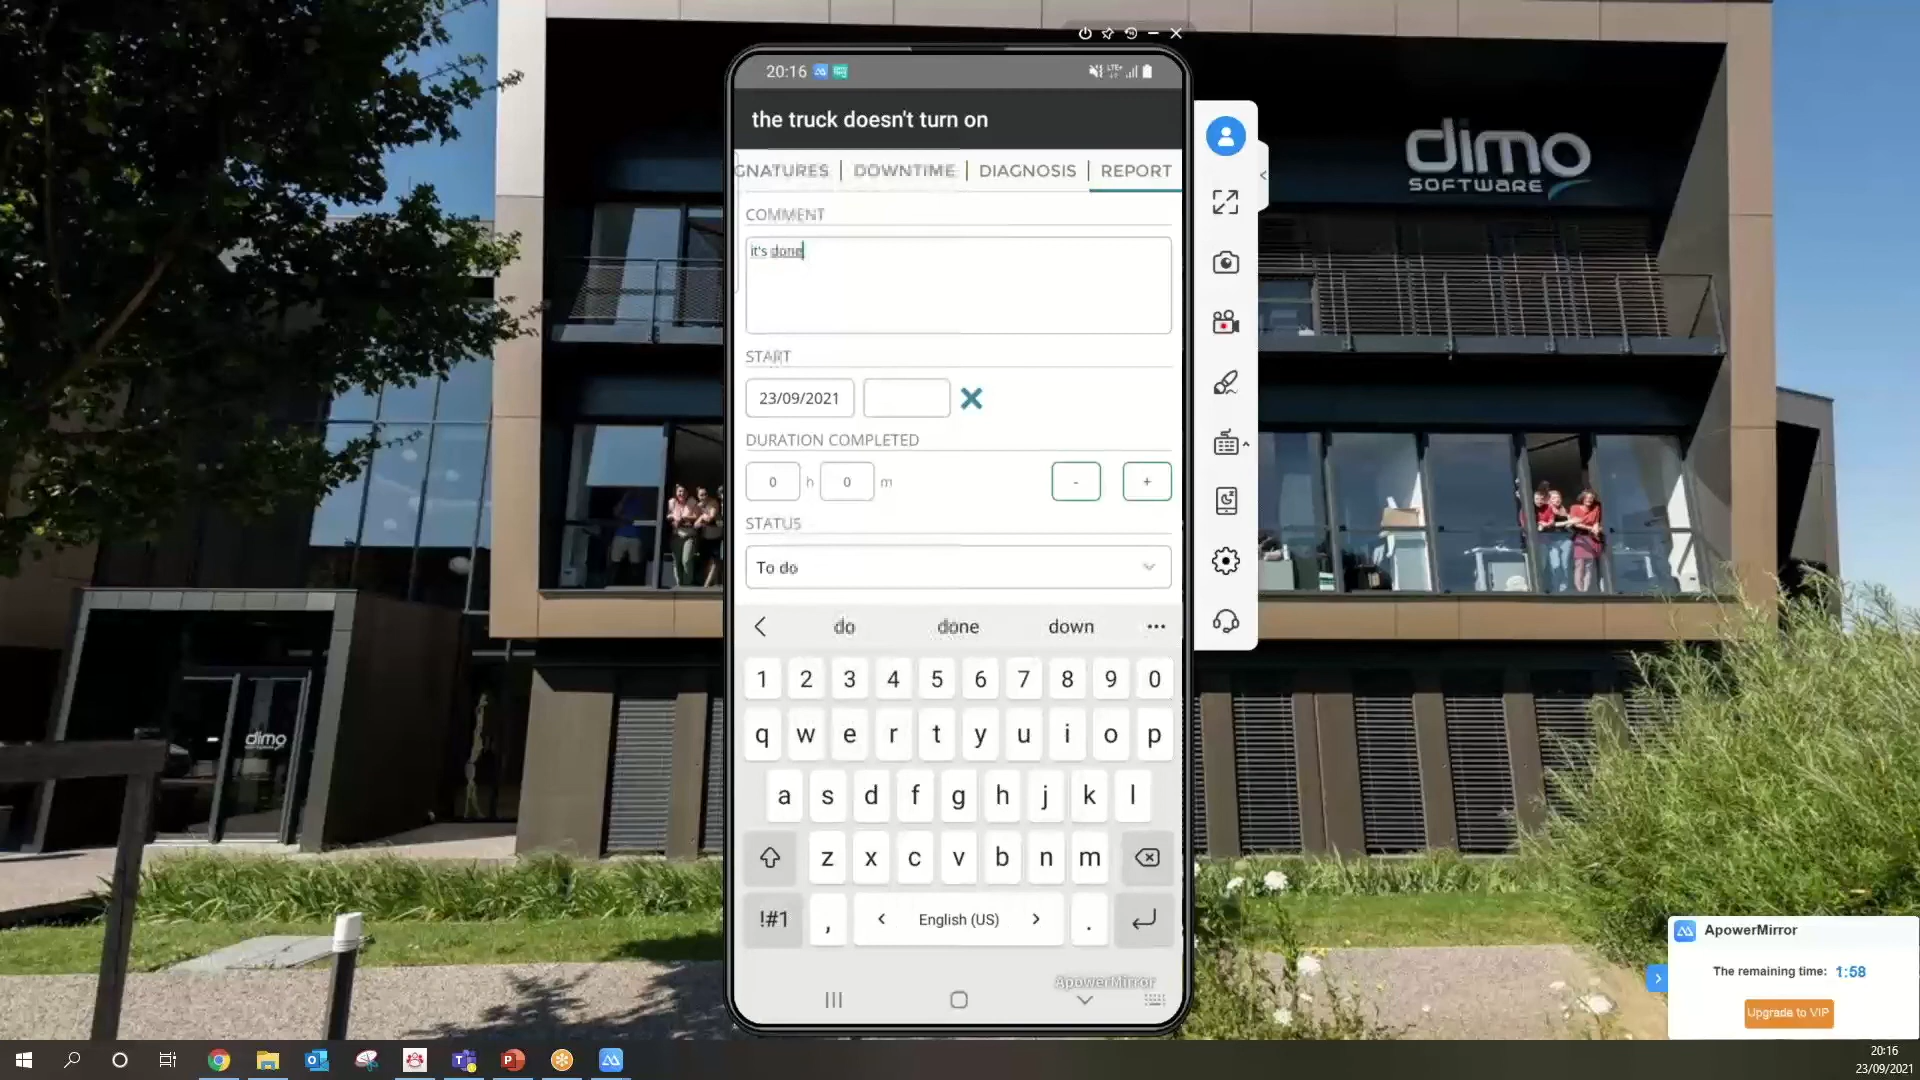 20:16
LTE+
the truck doesn't turn on
GNATURES | DOWNTIME | DIAGNOSIS | REPORT
COMMENT
it's done
START
23/09/2021
DURATION COMPLETED
0 h 0 m - +
STATUS
To do
do done down ...
1 2 3 4 5 6 7 8 9 0
q w e r t y u i o p
a s d f g h j k l
z x c v b n m
!#1 , < English (US) > .
ApowerMirror
dimo
SOFTWARE
dimo
ApowerMirror
The remaining time: 1:58
Upgrade to VIP
20:16
23/09/2021